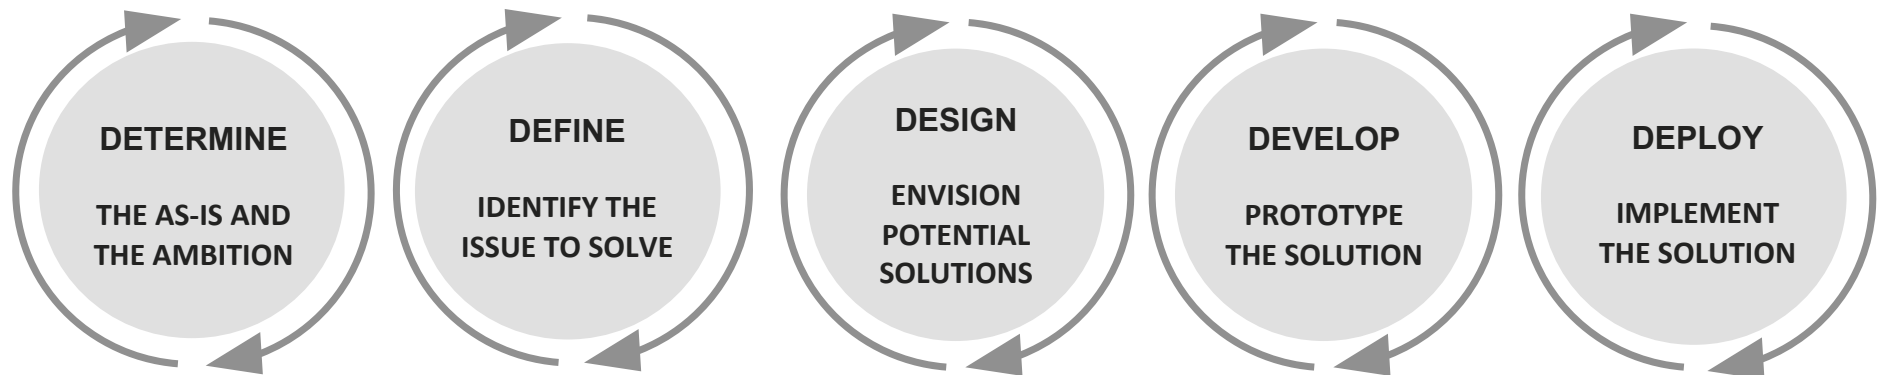 DETERMINE
THE AS-IS AND
THE AMBITION
DEFINE
IDENTIFY THE
ISSUE TO SOLVE
DESIGN
ENVISION
POTENTIAL
SOLUTIONS
DEVELOP
PROTOTYPE
THE SOLUTION
DEPLOY
IMPLEMENT
THE SOLUTION